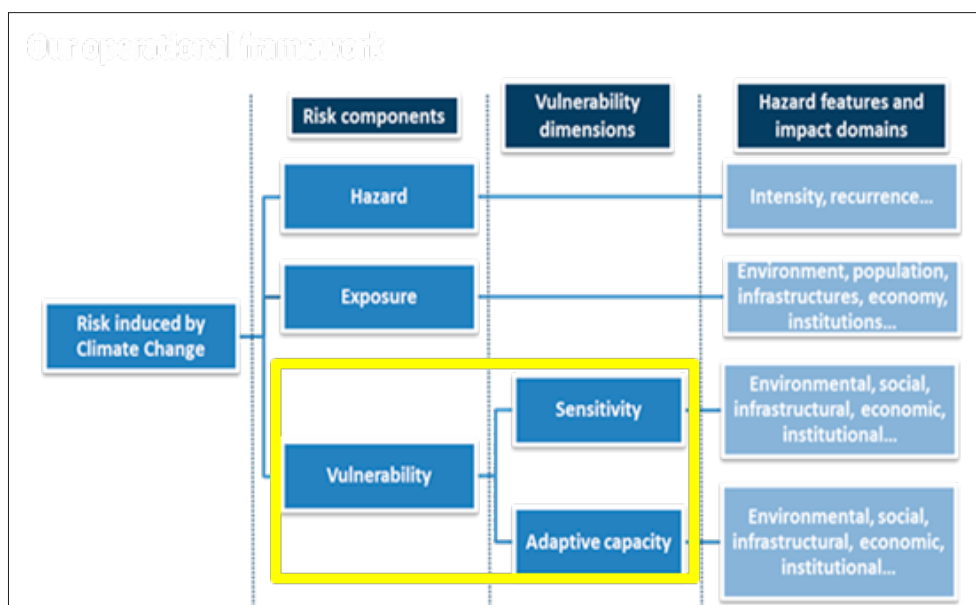 Our operational framework
Risk components
Vulnerability
dimensions
Hazard features and
impact domains
Hazard
Intensity, recurrence...
Exposure
Environment, population,
infrastructures, economy,
institutions...
Risk induced by
Climate Change
Sensitivity
Environmental, social,
infrastructural, economic,
institutional...
Vulnerability
Adaptive capacity
Environmental, social,
infrastructural, economic,
institutional...